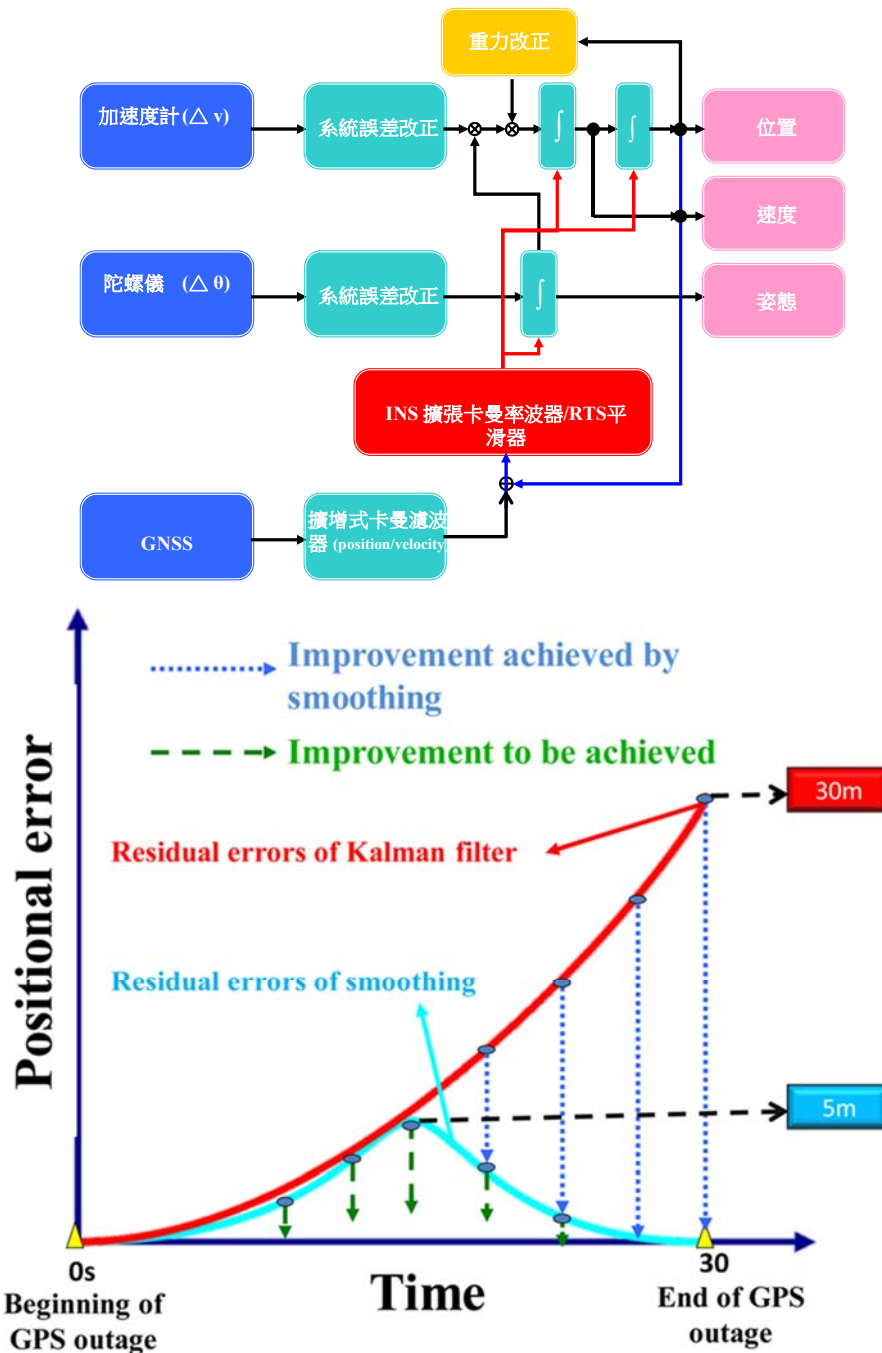 重力改正
加速度計(△ v)
系統誤差改正
∫
∫
位置
速度
陀螺儀 (△ θ)
系統誤差改正
∫
姿態
INS 擴張卡曼率波器/RTS平
滑器
GNSS
擴增式卡曼濾波
器 (position/velocity
Improvement achieved by
smoothing
Improvement to be achieved
Positional error
30m
Residual errors of Kalman filter
Residual errors of smoothing
5m
0s
Beginning of
GPS outage
Time
30
End of GPS
outage